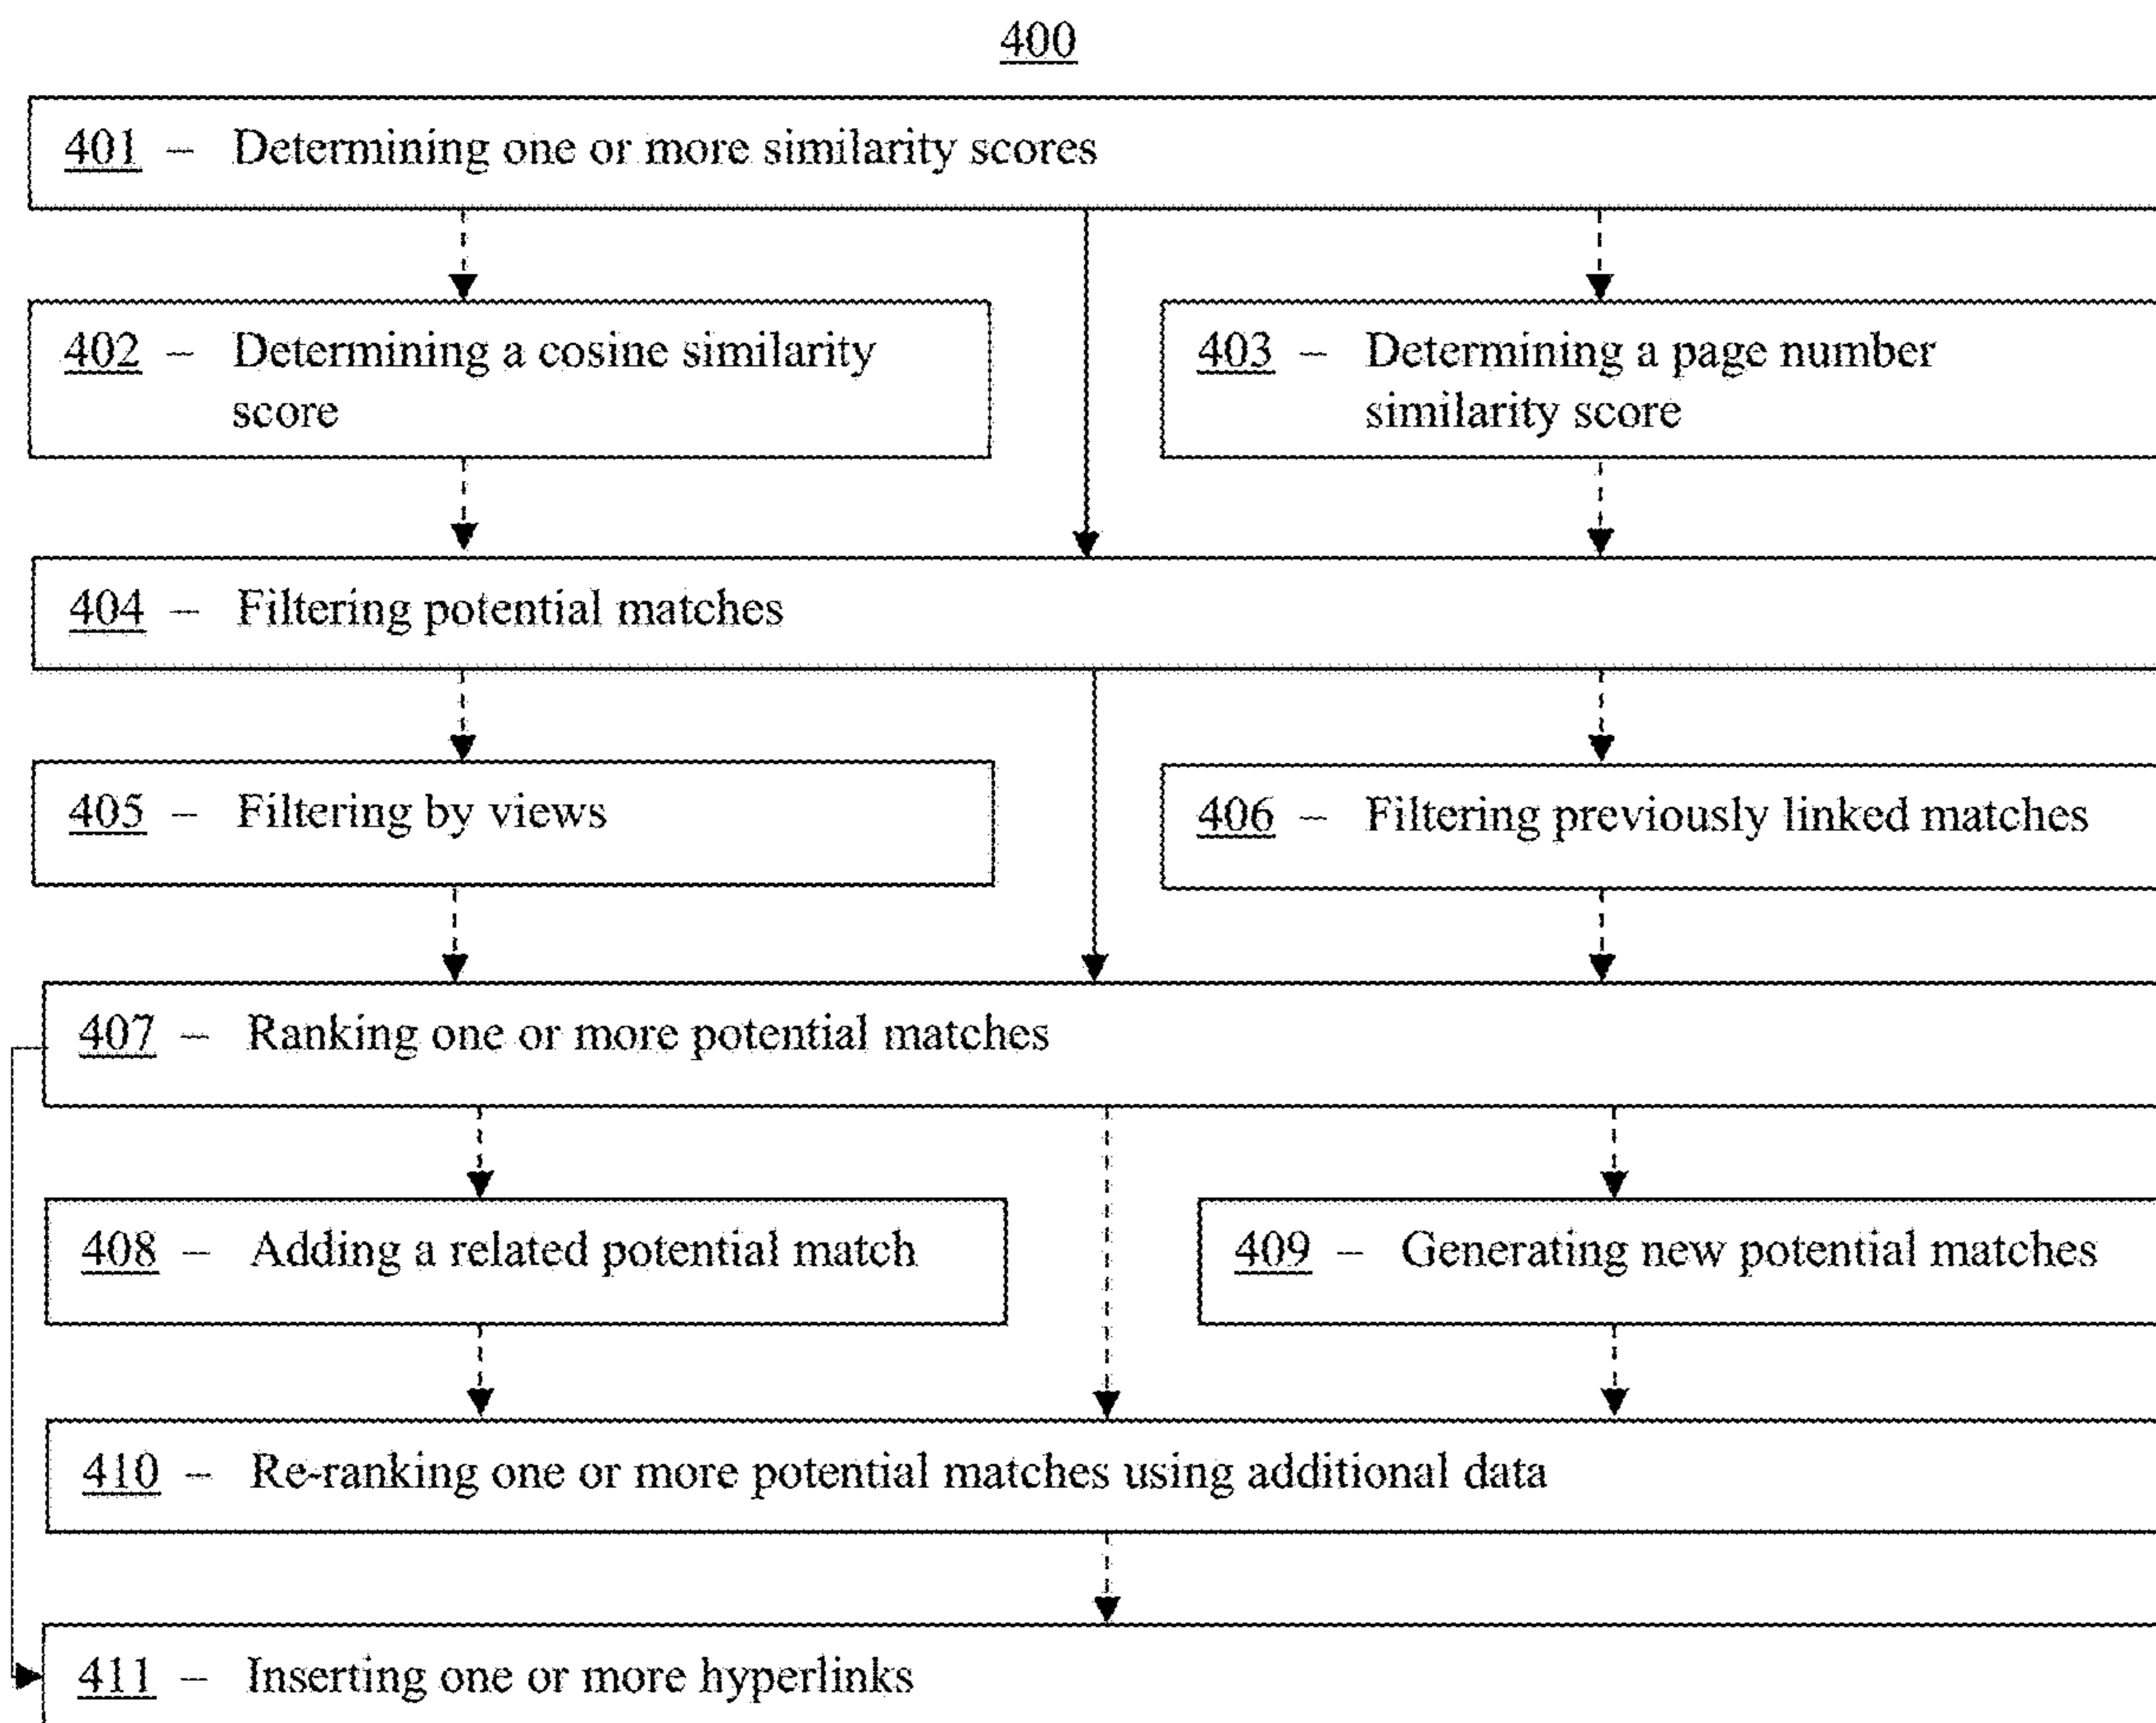 400
401 – Determining one or more similarity scores
402 – Determining a cosine similarity
score
403 – Determining a page number
similarity score
404 – Filtering potential matches
405 – Filtering by views
406 – Filtering previously linked matches
407 – Ranking one or more potential matches
408 – Adding a related potential match
409 – Generating new potential matches
410 – Re-ranking one or more potential matches using additional data
411 – Inserting one or more hyperlinks